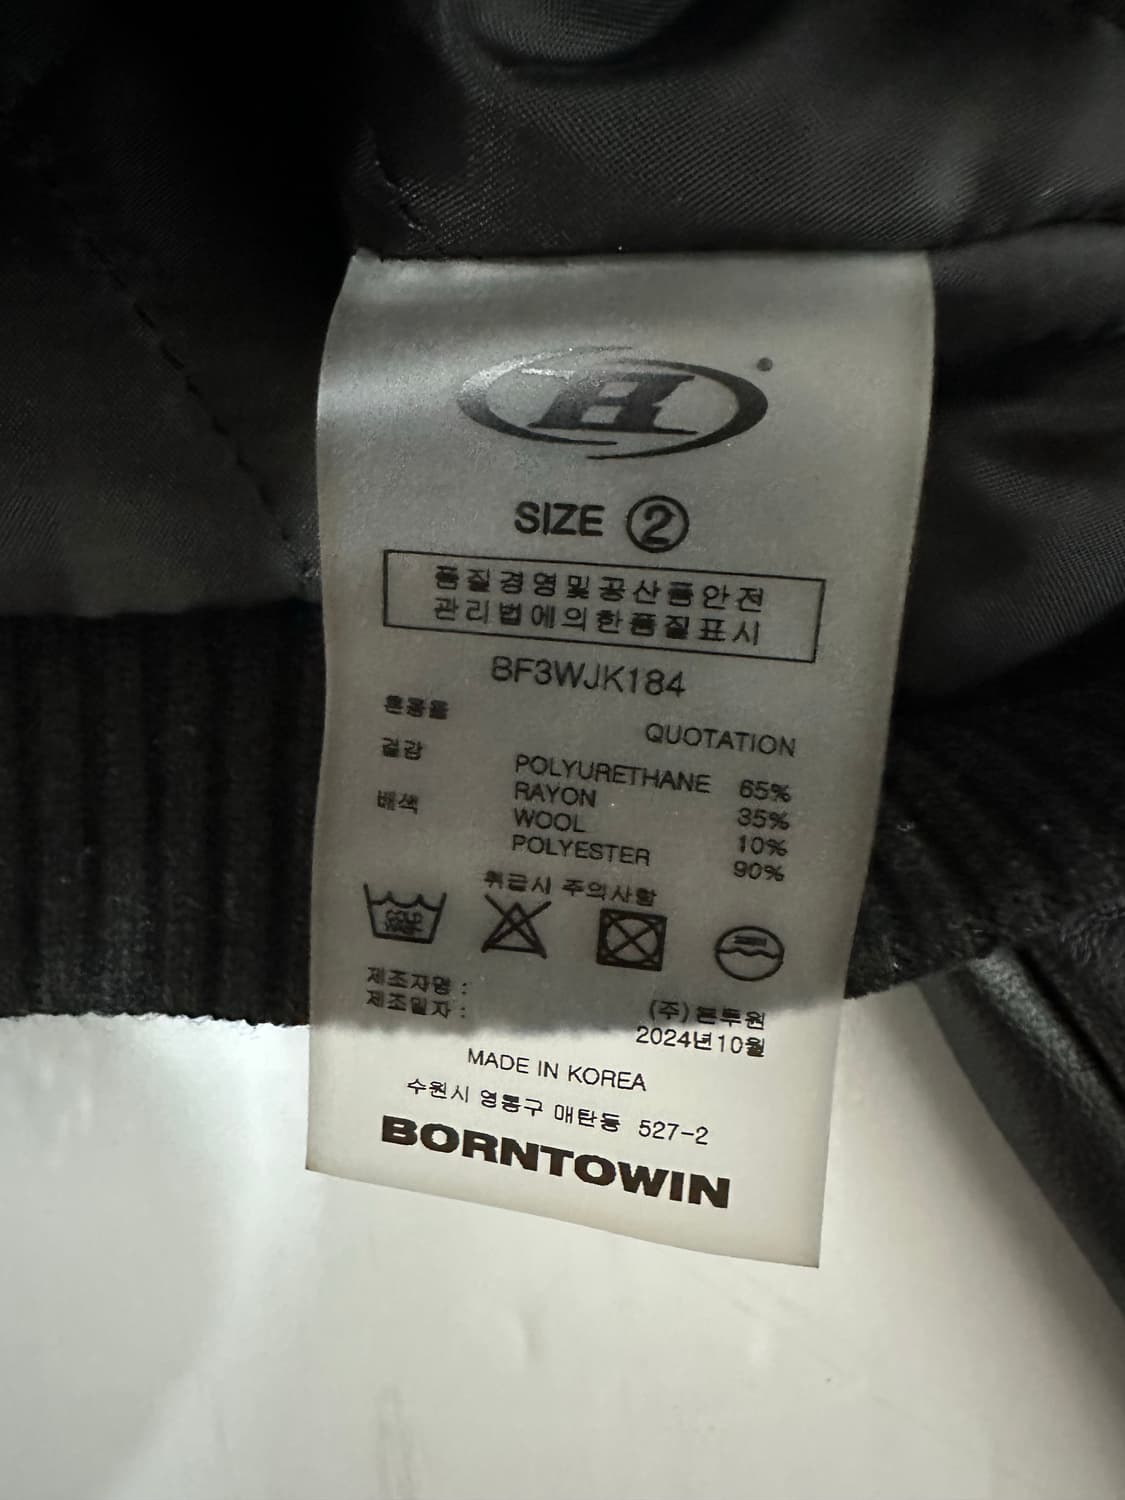 B
SIZE ②
품질경영및공산품안전
관리법에의한품질표시
BF3WJK184
혼용율
QUOTATION
겉감
POLYURETHANE 65%
RAYON 35%
배색
WOOL 10%
POLYESTER 90%
취급시 주의사항
COLD
제조자명 : (주)본투윈
제조일자 : 2024년10월
MADE IN KOREA
수원시 영통구 매탄동 527-2
BORNTOWIN